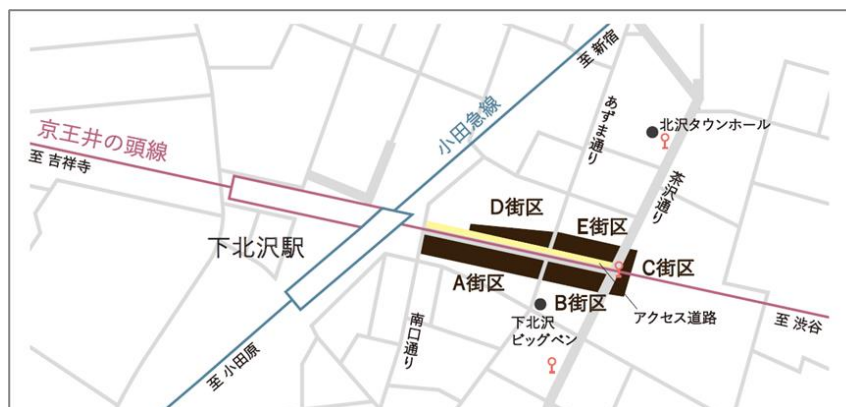 至 新宿
小田急線
あずま通り
北沢タウンホール
京王井の頭線
至 吉祥寺
茶沢通り
D街区
E街区
下北沢駅
C街区
A街区
B街区
アクセス道路
南口通り
下北沢
ビッグベン
至 渋谷
至 小田原